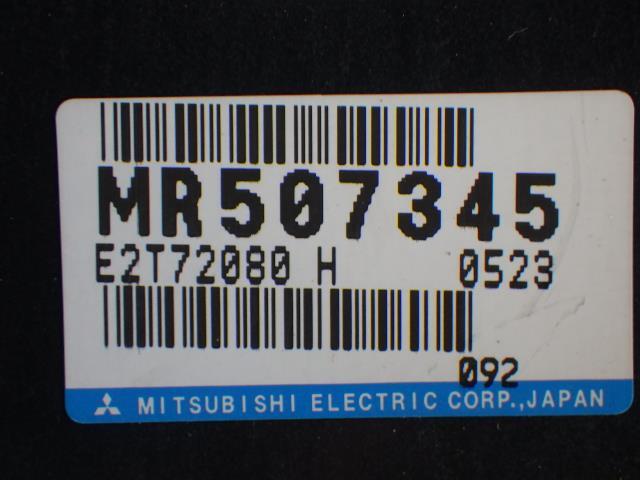 MR507345
E2T72080 H 0523
092
MITSUBISHI ELECTRIC CORP.,JAPAN